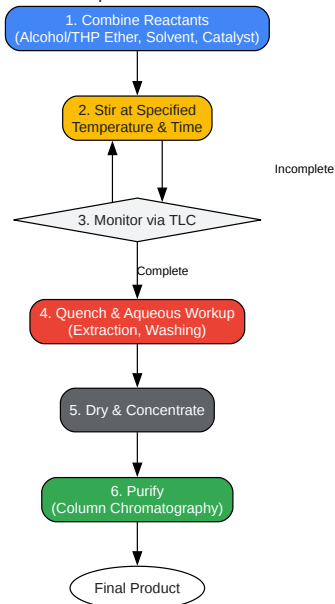 1. Combine Reactants
(Alcohol/THP Ether, Solvent, Catalyst)
2. Stir at Specified
Temperature & Time
Incomplete
3. Monitor via TLC
Complete
4. Quench & Aqueous Workup
(Extraction, Washing)
5. Dry & Concentrate
6. Purify
(Column Chromatography)
Final Product